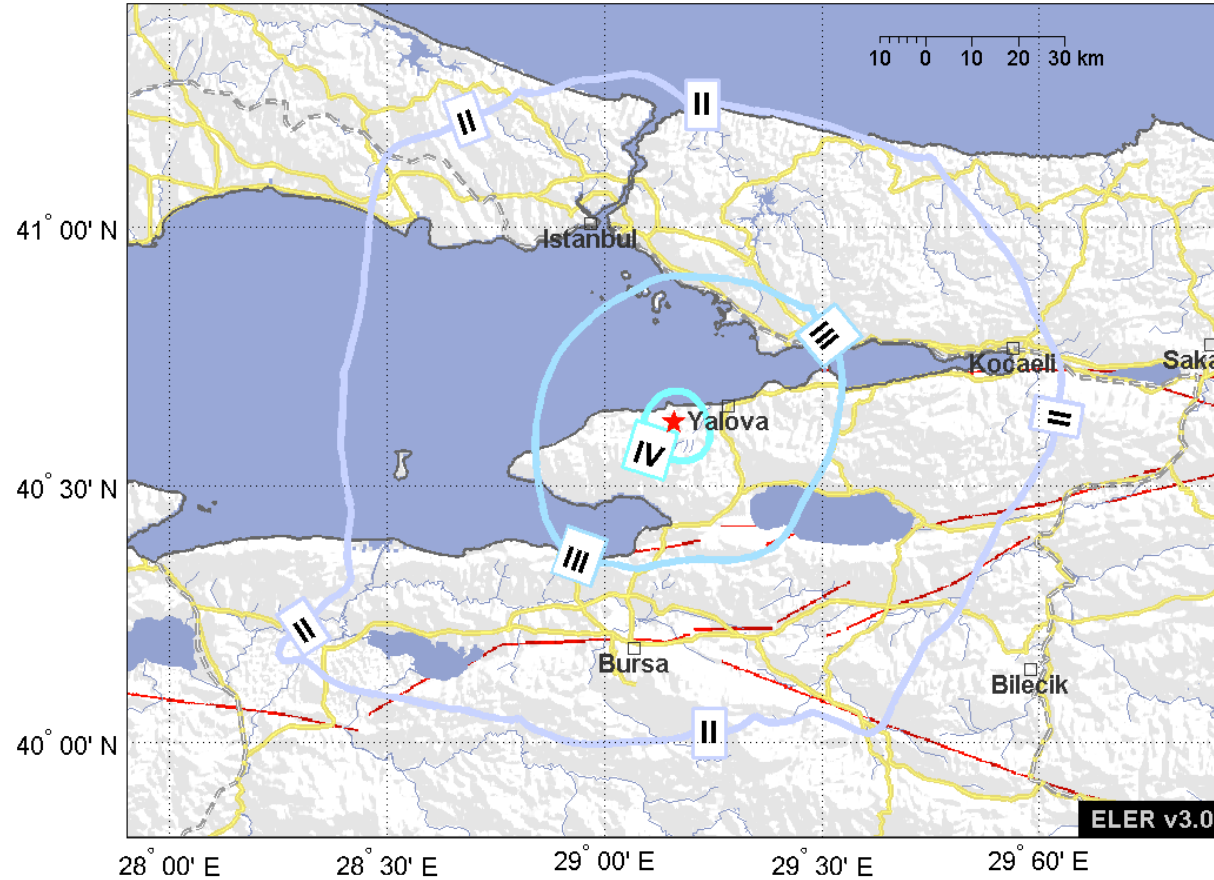 10 0 10 20 30 km
II
II
41° 00' N
Istanbul
III
Kocaeli
Saka
Yalova
II
IV
40° 30' N
III
II
Bursa
Bilecik
II
40° 00' N
ELER v3.0
28° 00' E
28° 30' E
29° 00' E
29° 30' E
29° 60' E